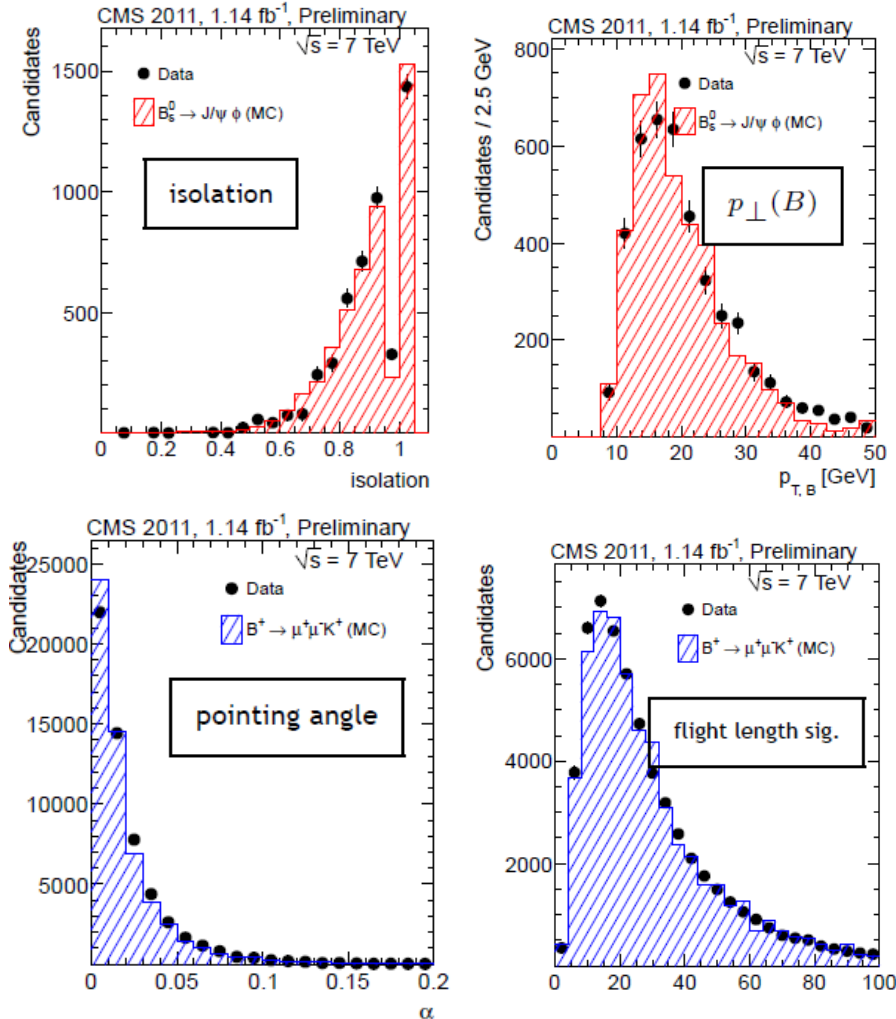 CMS 2011, 1.14 fb⁻¹, Preliminary
√s = 7 TeV
Candidates
1500
1000
500
Data
B⁰ₛ → J/ψ φ (MC)
isolation
0 0.2 0.4 0.6 0.8 1
isolation
CMS 2011, 1.14 fb⁻¹, Preliminary
√s = 7 TeV
Candidates / 2.5 GeV
800
600
400
200
0
Data
B⁰ₛ → J/ψ φ (MC)
p⊥(B)
0 10 20 30 40 50
p_T, B [GeV]
CMS 2011, 1.14 fb⁻¹, Preliminary
√s = 7 TeV
Candidates
25000
20000
15000
10000
5000
Data
B⁺ → μ⁺μ⁻K⁺ (MC)
pointing angle
0 0.05 0.1 0.15 0.2
α
CMS 2011, 1.14 fb⁻¹, Preliminary
√s = 7 TeV
Candidates
6000
4000
2000
Data
B⁺ → μ⁺μ⁻K⁺ (MC)
flight length sig.
0 20 40 60 80 100